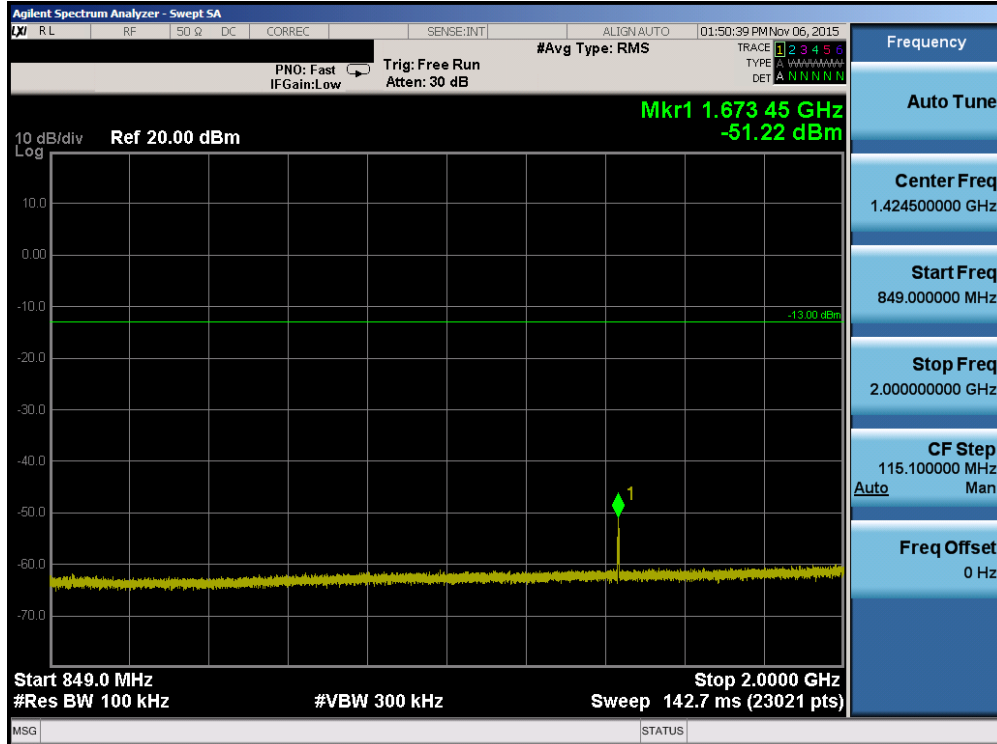 Agilent Spectrum Analyzer - Swept SA
LXI RL RF 50 Ω DC CORREC SENSE:INT ALIGN AUTO 01:50:39 PM Nov 06, 2015
Frequency
#Avg Type: RMS
TRACE 1 2 3 4 5 6
PNO: Fast Trig: Free Run
TYPE A
IFGain:Low Atten: 30 dB
DET A N N N N N
Auto Tune
Mkr1 1.673 45 GHz
-51.22 dBm
10 dB/div Ref 20.00 dBm
Log
10.0
0.00
-10.0
-13.00 dBm
-20.0
-30.0
-40.0
1
-50.0
-60.0
-70.0
Center Freq
1.424500000 GHz
Start Freq
849.000000 MHz
Stop Freq
2.000000000 GHz
CF Step
115.100000 MHz
Auto Man
Freq Offset
0 Hz
Start 849.0 MHz Stop 2.0000 GHz
#Res BW 100 kHz #VBW 300 kHz Sweep 142.7 ms (23021 pts)
MSG STATUS